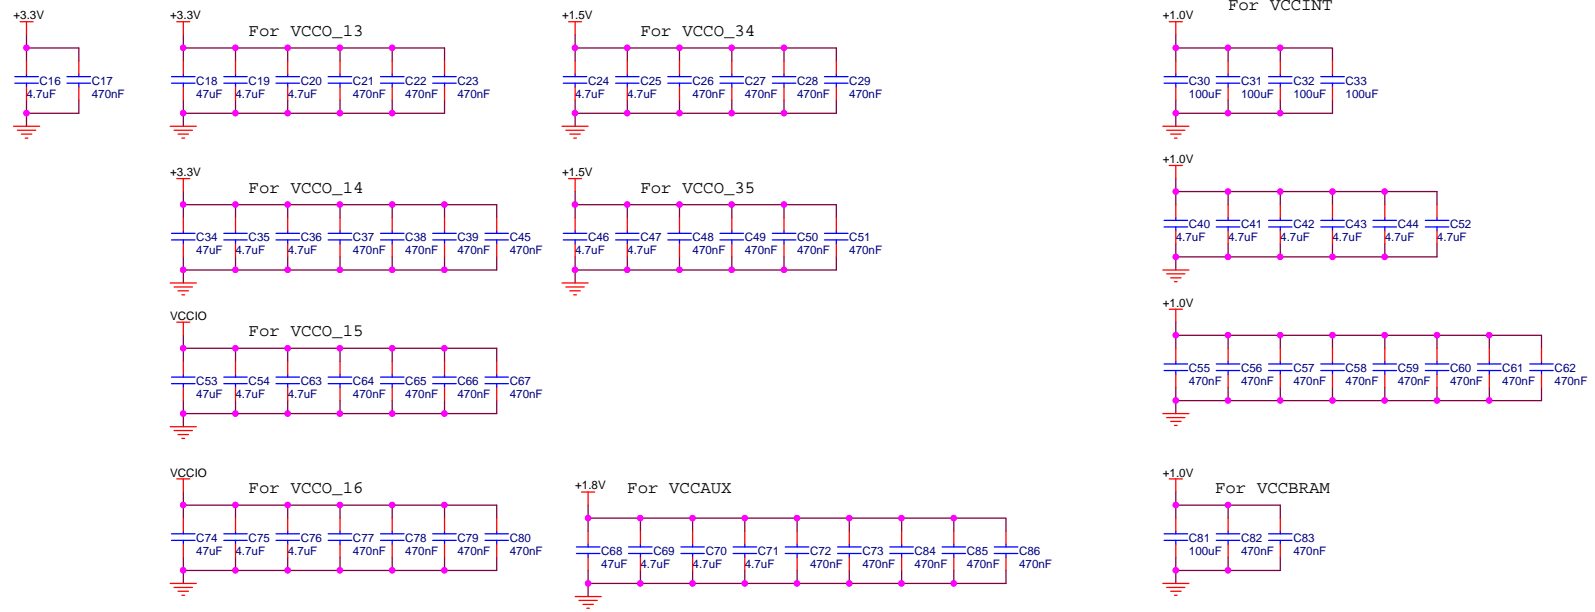 +3.3V
C16 C17
4.7uF 470nF
+3.3V
For VCCO_13
C18 C19 C20 C21 C22 C23
47uF 4.7uF 4.7uF 470nF 470nF 470nF
+1.5V
For VCCO_34
C24 C25 C26 C27 C28 C29
4.7uF 4.7uF 470nF 470nF 470nF 470nF
For VCCINT
+1.0V
C30 C31 C32 C33
100uF 100uF 100uF 100uF
+3.3V
For VCCO_14
C34 C35 C36 C37 C38 C39 C45
47uF 4.7uF 4.7uF 470nF 470nF 470nF 470nF
+1.5V
For VCCO_35
C46 C47 C48 C49 C50 C51
4.7uF 4.7uF 470nF 470nF 470nF 470nF
+1.0V
C40 C41 C42 C43 C44 C52
4.7uF 4.7uF 4.7uF 4.7uF 4.7uF 4.7uF
VCCIO
For VCCO_15
C53 C54 C63 C64 C65 C66 C67
47uF 4.7uF 4.7uF 470nF 470nF 470nF 470nF
+1.0V
C55 C56 C57 C58 C59 C60 C61 C62
470nF 470nF 470nF 470nF 470nF 470nF 470nF 470nF
VCCIO
For VCCO_16
C74 C75 C76 C77 C78 C79 C80
47uF 4.7uF 4.7uF 470nF 470nF 470nF 470nF
+1.8V
For VCCAUX
C68 C69 C70 C71 C72 C73 C84 C85 C86
47uF 4.7uF 4.7uF 4.7uF 470nF 470nF 470nF 470nF 470nF
+1.0V
For VCCBRAM
C81 C82 C83
100uF 470nF 470nF